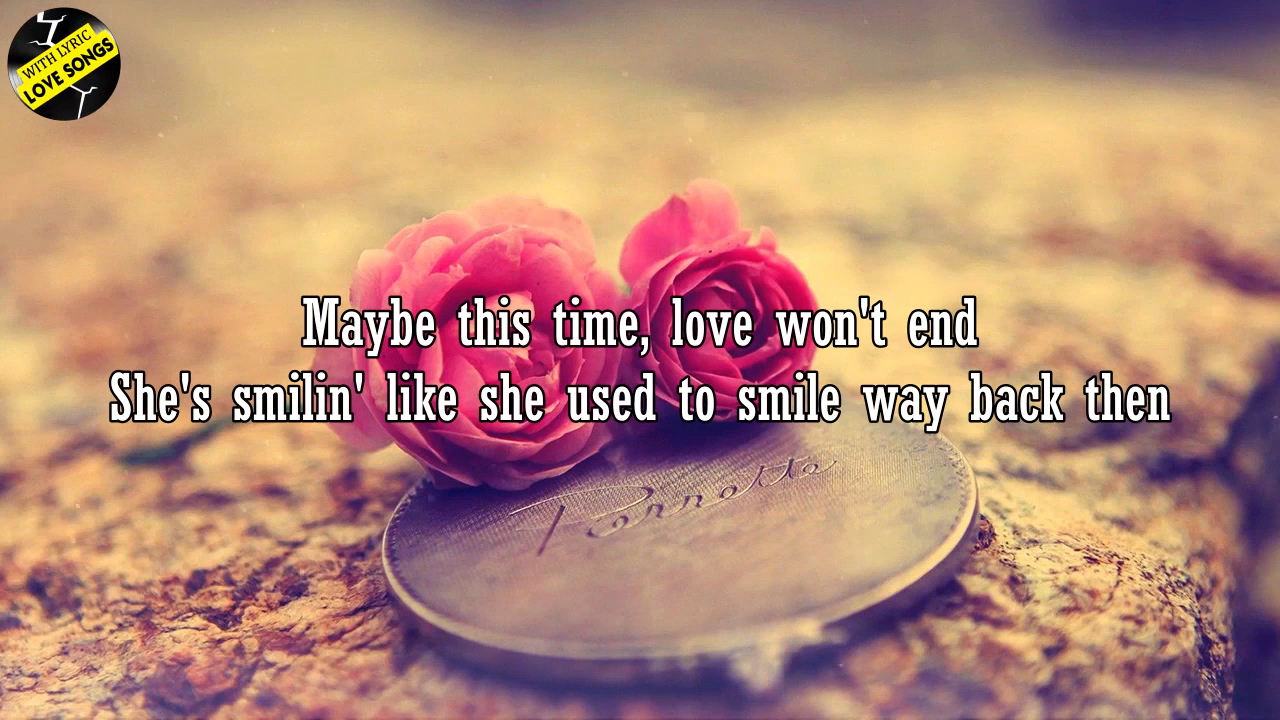 WITH LYRIC
LOVE SONGS
Maybe this time, love won't end
She's smilin' like she used to smile way back then